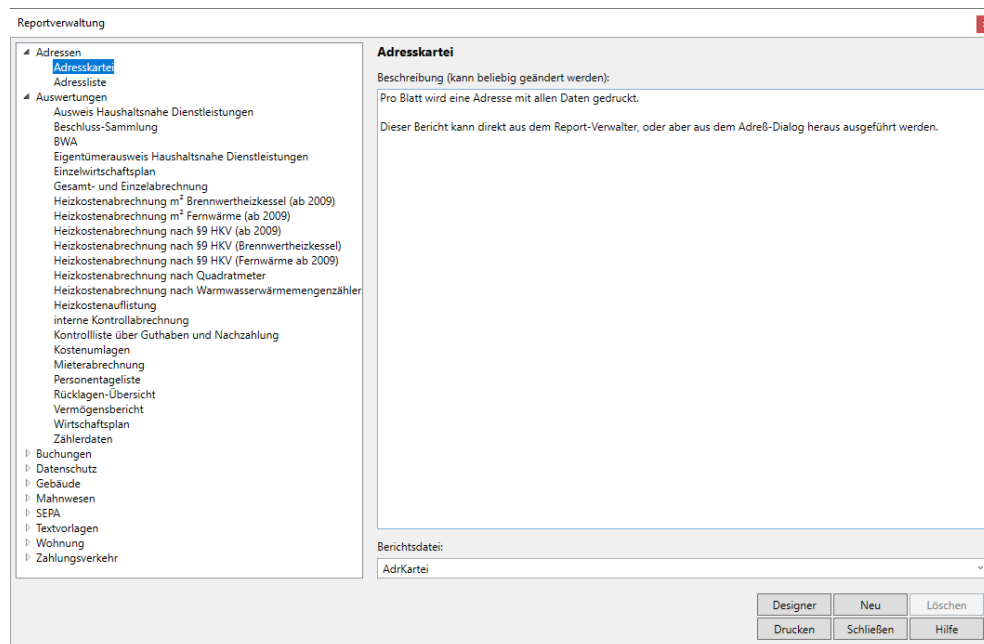 Reportverwaltung
Adressen
Adresskartei
Adressliste
Auswertungen
Ausweis Haushaltsnahe Dienstleistungen
Beschluss-Sammlung
BWA
Eigentümerausweis Haushaltsnahe Dienstleistungen
Einzelwirtschaftsplan
Gesamt- und Einzelabrechnung
Heizkostenabrechnung m² Brennwertheizkessel (ab 2009)
Heizkostenabrechnung m² Fernwärme (ab 2009)
Heizkostenabrechnung nach §9 HKV (ab 2009)
Heizkostenabrechnung nach §9 HKV (Brennwertheizkessel)
Heizkostenabrechnung nach §9 HKV (Fernwärme ab 2009)
Heizkostenabrechnung nach Quadratmeter
Heizkostenabrechnung nach Warmwasserwärmemengenzähler
Heizkostenauflistung
interne Kontrollabrechnung
Kontrollliste über Guthaben und Nachzahlung
Kostenumlagen
Mieterabrechnung
Personentageliste
Rücklagen-Übersicht
Vermögensbericht
Wirtschaftsplan
Zählerdaten
Buchungen
Datenschutz
Gebäude
Mahnwesen
SEPA
Textvorlagen
Wohnung
Zahlungsverkehr
Adresskartei
Beschreibung (kann beliebig geändert werden):
Pro Blatt wird eine Adresse mit allen Daten gedruckt.
Dieser Bericht kann direkt aus dem Report-Verwalter, oder aber aus dem Adreß-Dialog heraus ausgeführt werden.
Berichtsdatei:
AdrKartei
Designer Neu Löschen
Drucken Schließen Hilfe